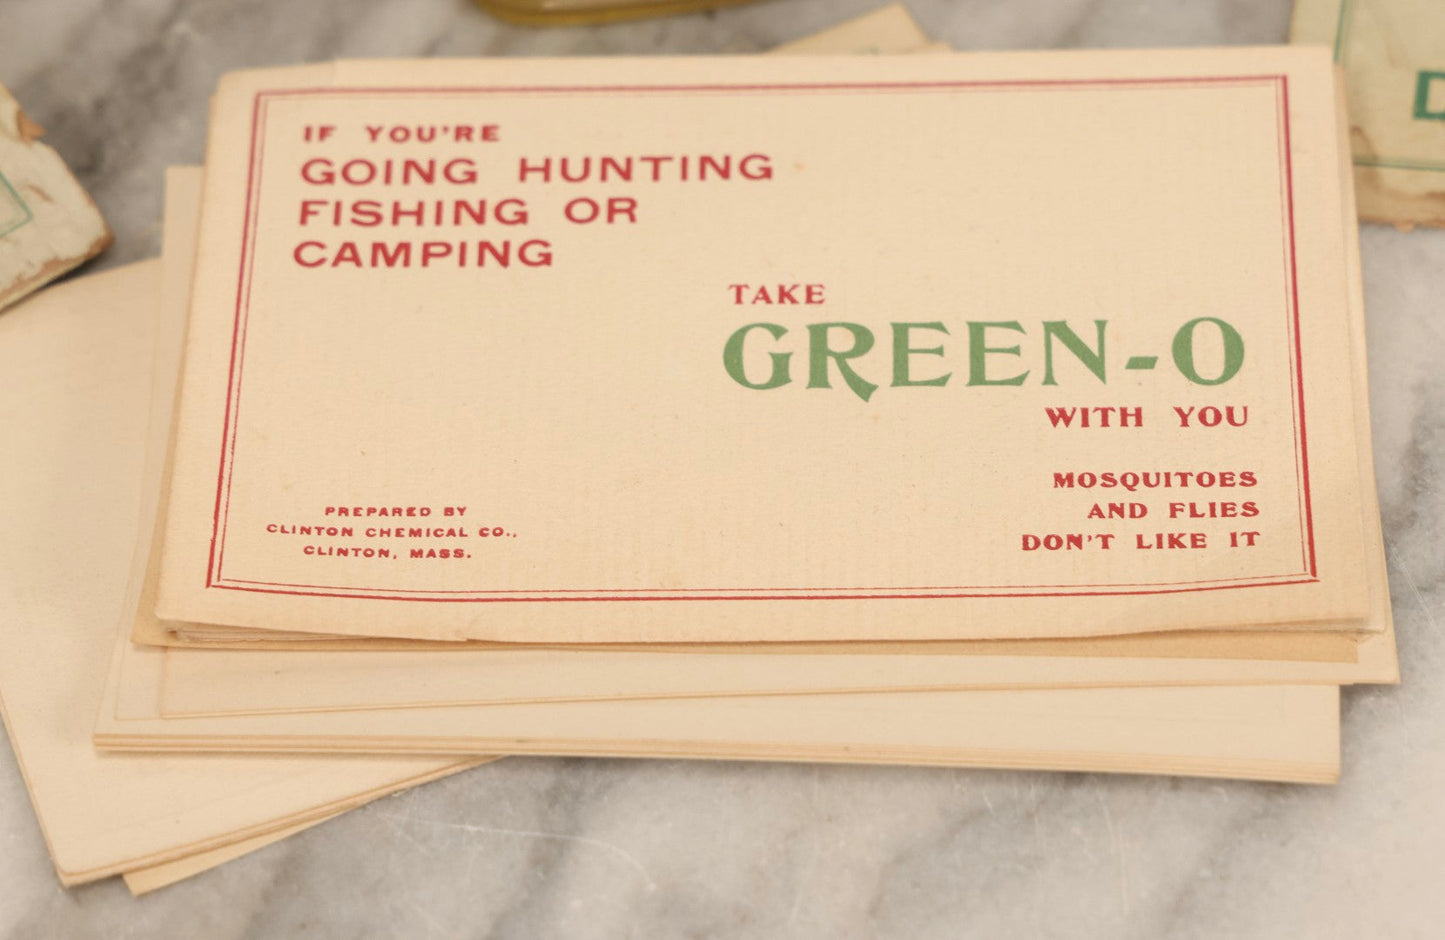 IF YOU'RE
GOING HUNTING
FISHING OR
CAMPING
TAKE
GREEN-O
WITH YOU
MOSQUITOES
AND FLIES
DON'T LIKE IT
PREPARED BY
CLINTON CHEMICAL CO.,
CLINTON, MASS.